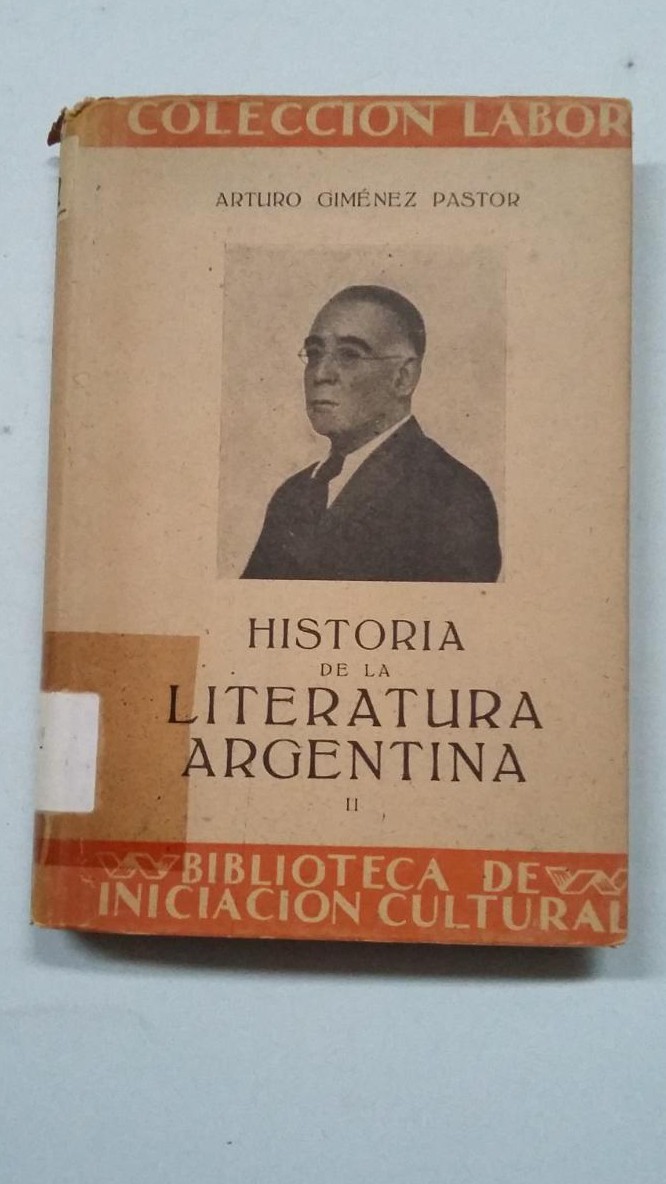 COLECCION LABOR
ARTURO GIMÉNEZ PASTOR
HISTORIA
DE LA
LITERATURA
ARGENTINA
II
BIBLIOTECA DE
INICIACION CULTURAL